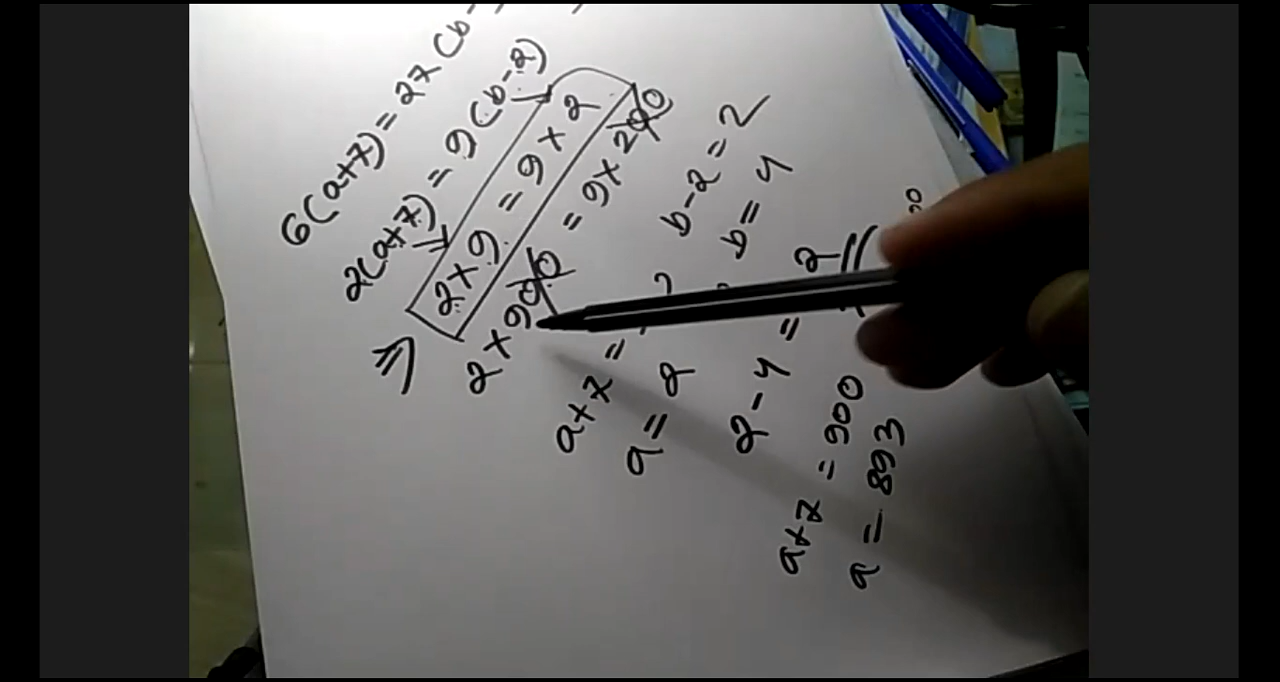 6(a+7)=27(b-
2(a+7)=9(b-2)
⇒ 2×9=9×2
2×900=9×200
a+7=
a=2
b-2=2
b=4
2-4=2
a+7=900
a=893